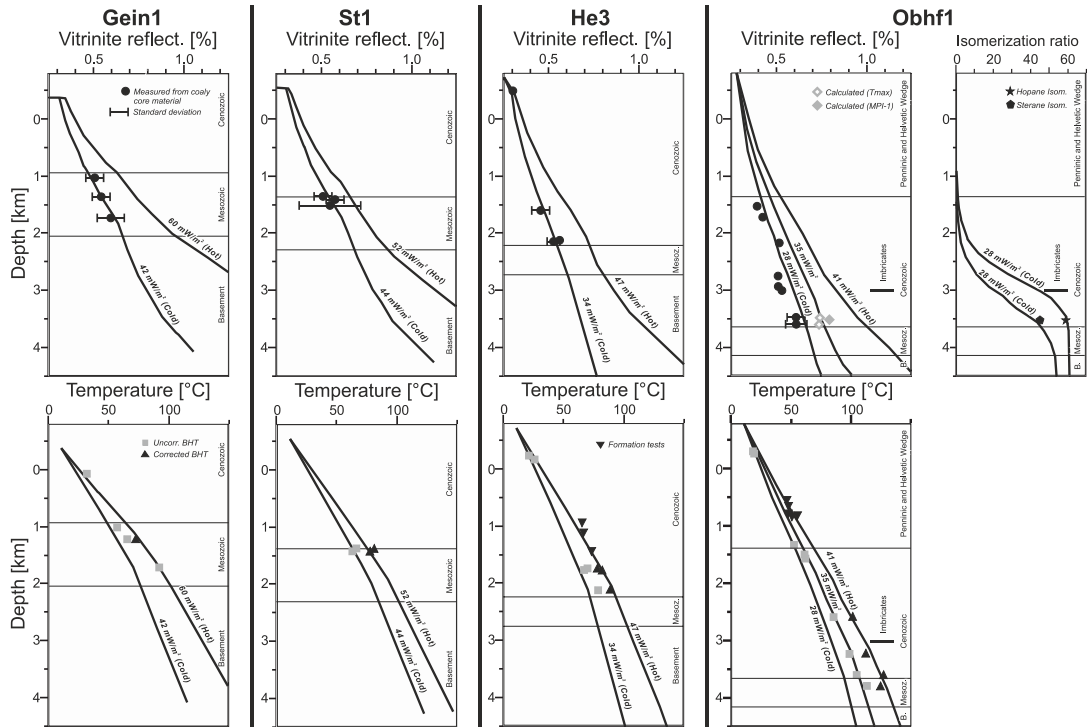 Gein1
St1
He3
Obhf1
Vitrinite reflect. [%]
Vitrinite reflect. [%]
Vitrinite reflect. [%]
Vitrinite reflect. [%]
Isomerization ratio
0.5 1.0
0.5 1.0
0.5 1.0
0.5 1.0
0 20 40 60
Measured from coaly
core material
Standard deviation
Calculated (Tmax)
Calculated (MPI-1)
Hopane Isom.
Sterane Isom.
Depth [km]
0
1
2
3
4
Cenozoic
Mesozoic
Basement
60 mW/m² (Hot)
42 mW/m² (Cold)
Cenozoic
Mesozoic
Basement
52 mW/m² (Hot)
44 mW/m² (Cold)
Cenozoic
Mesoz.
Basement
47 mW/m² (Hot)
34 mW/m² (Cold)
Penninic and Helvetic Wedge
Imbricates
Cenozoic
Mesoz.
B.
28 mW/m² (Cold)
35 mW/m²
41 mW/m² (Hot)
Penninic and Helvetic Wedge
Imbricates
Cenozoic
Mesoz.
B.
28 mW/m² (Cold)
28 mW/m² (Cold)
Temperature [°C]
Temperature [°C]
Temperature [°C]
Temperature [°C]
0 50 100
0 50 100
0 50 100
0 50 100
Uncorr. BHT
Corrected BHT
Formation tests
Depth [km]
0
1
2
3
4
Cenozoic
Mesozoic
Basement
60 mW/m² (Hot)
42 mW/m² (Cold)
Cenozoic
Mesozoic
Basement
52 mW/m² (Hot)
44 mW/m² (Cold)
Cenozoic
Mesoz.
Basement
47 mW/m² (Hot)
34 mW/m² (Cold)
Penninic and Helvetic Wedge
Imbricates
Cenozoic
Mesoz.
B.
41 mW/m² (Hot)
35 mW/m²
28 mW/m² (Cold)